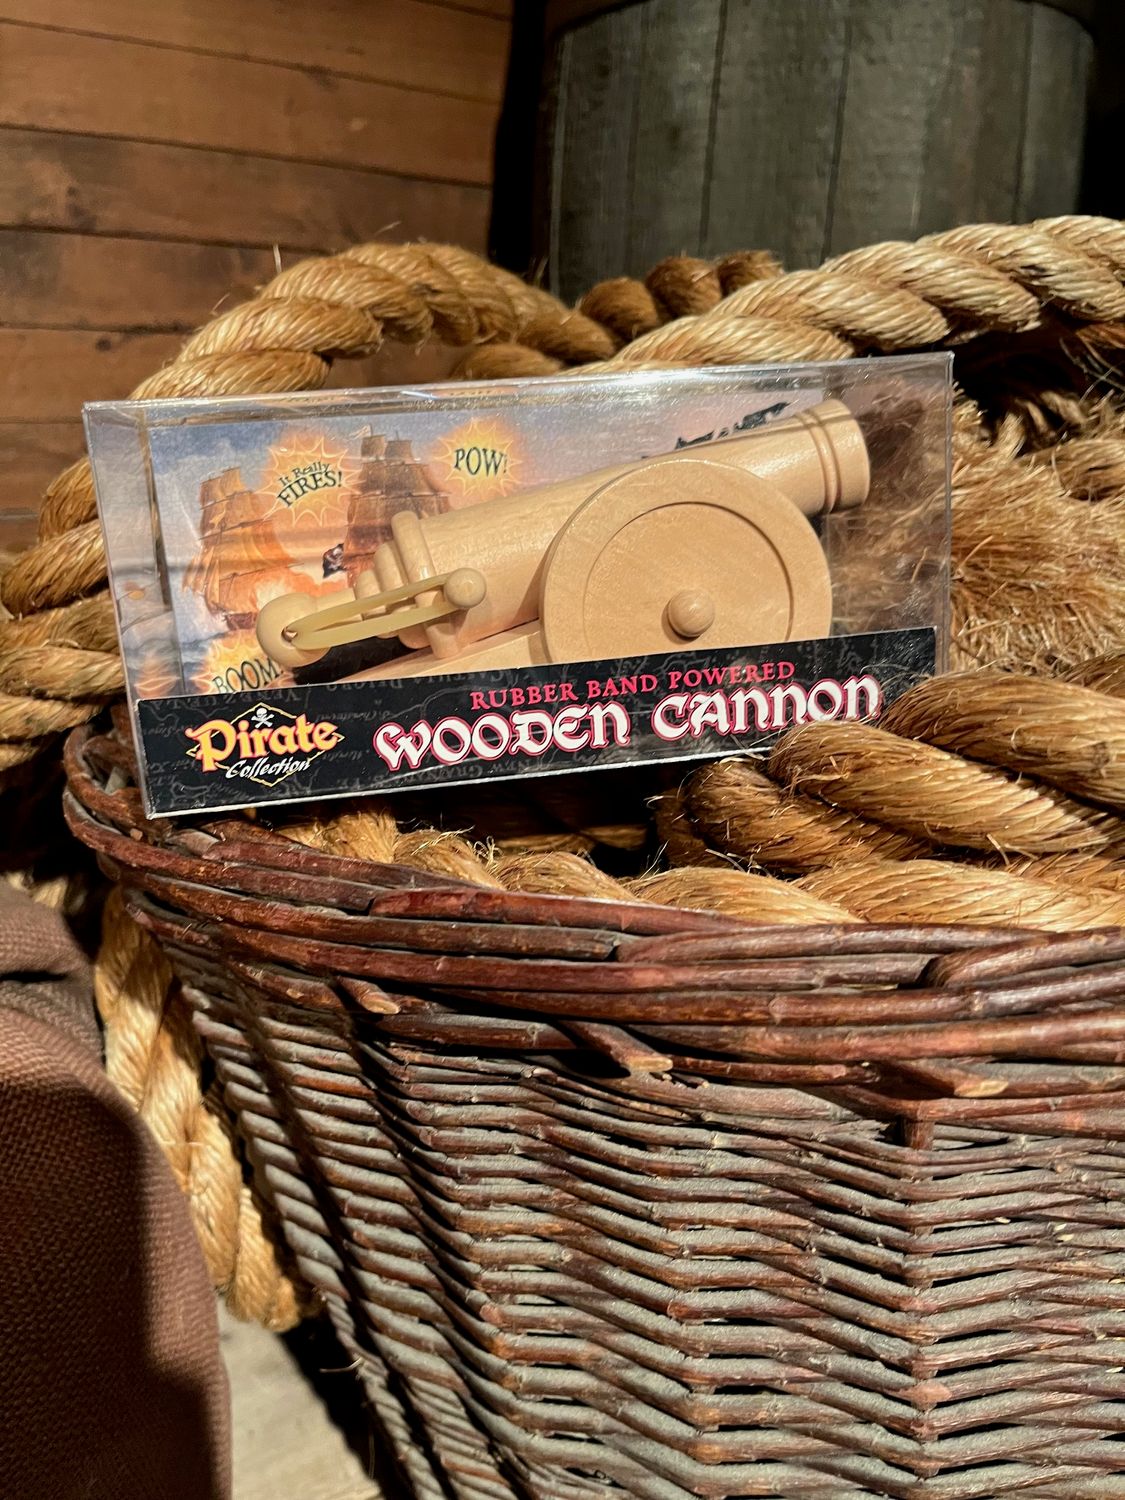 It Really
FIRES!
POW!
BOOM
Pirate
Collection
RUBBER BAND POWERED
WOODEN CANNON